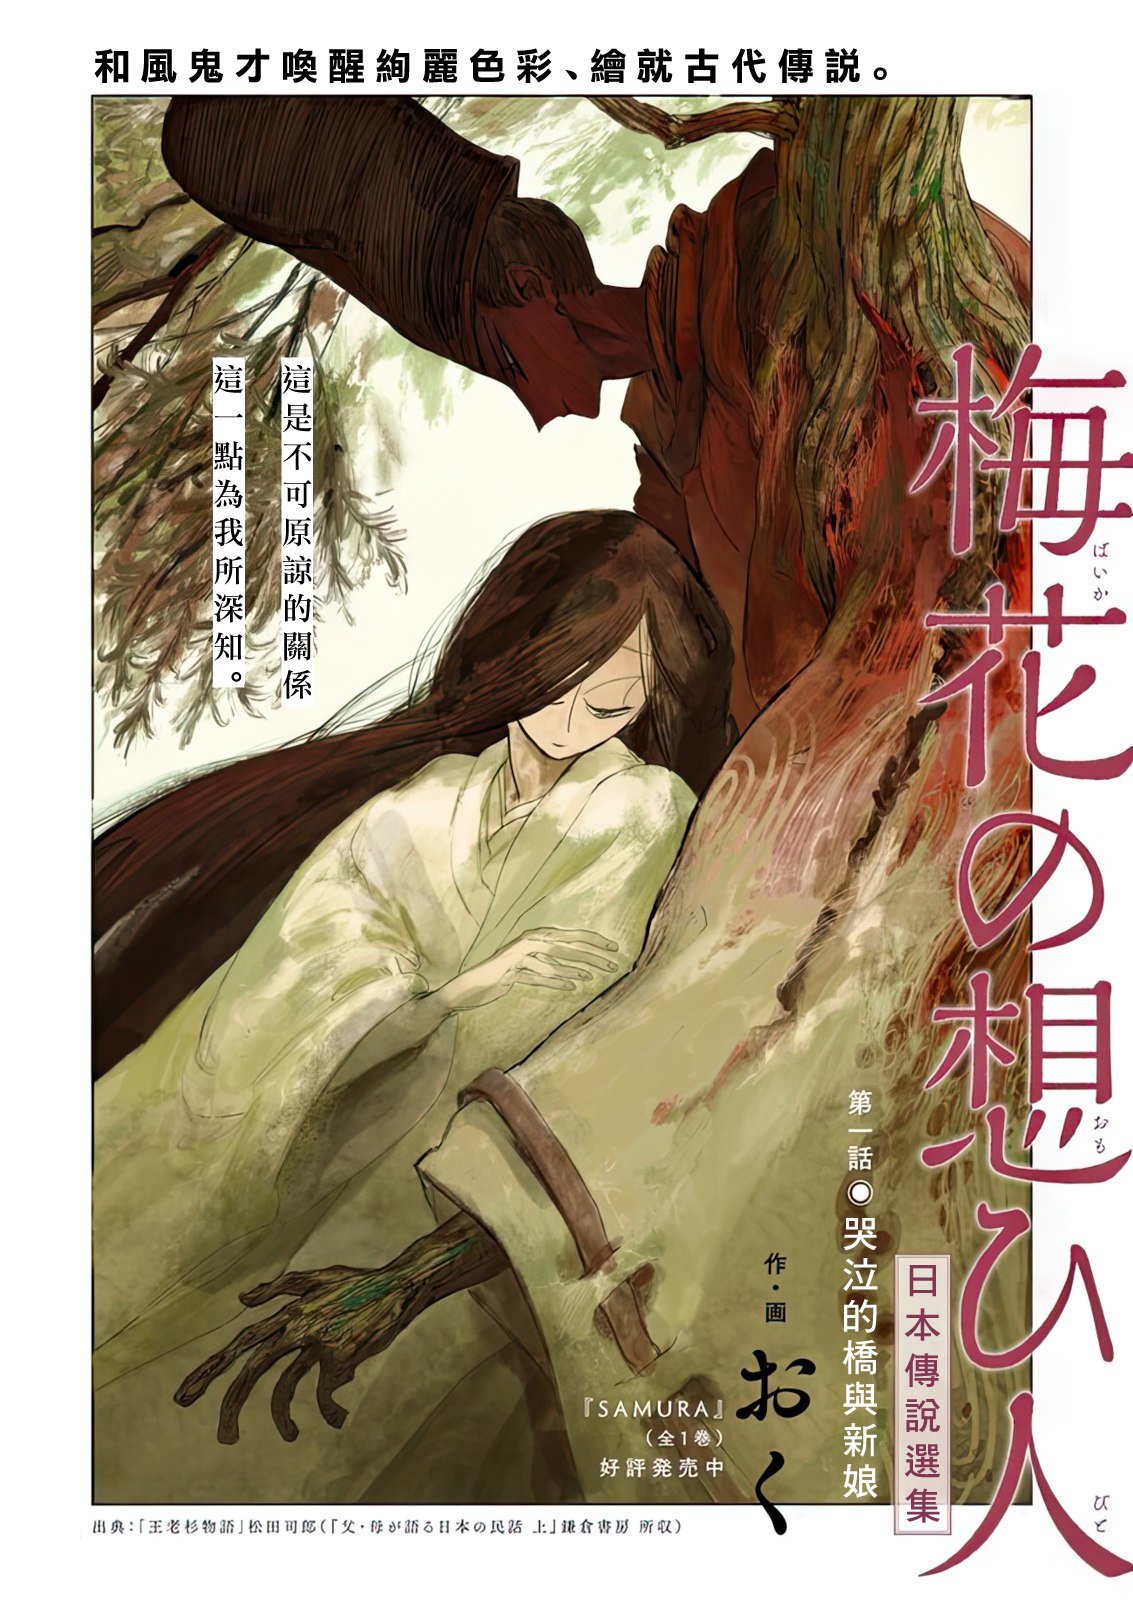 和風鬼才喚醒絢麗色彩、繪就古代傳說。
梅花の想ひ人
ばいか
おも
びと
日本傳說選集
第一話◉哭泣的橋與新娘
作・画
おく
這是不可原諒的關係
這一點為我所深知。
『SAMURA』
（全1巻）
好評発売中
出典：「王老杉物語」松田司郎（『父・母が語る日本の民話 上』鎌倉書房 所収）